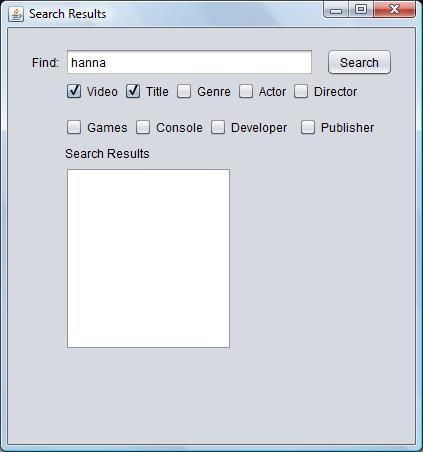 Search Results
Find: hanna Search
Video Title Genre Actor Director
Games Console Developer Publisher
Search Results